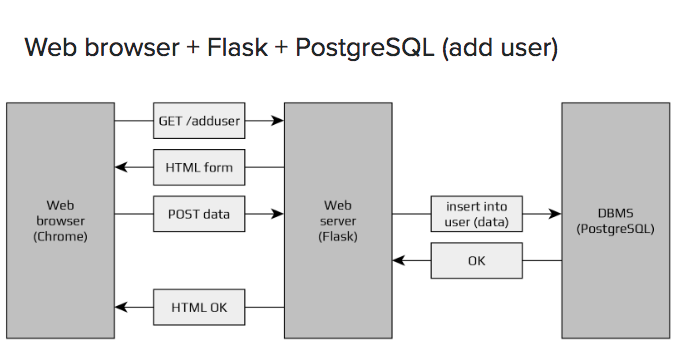 Web browser + Flask + PostgreSQL (add user)
GET /adduser
HTML form
Web
browser
(Chrome)
POST data
Web
server
(Flask)
insert into
user (data)
DBMS
(PostgreSQL)
OK
HTML OK